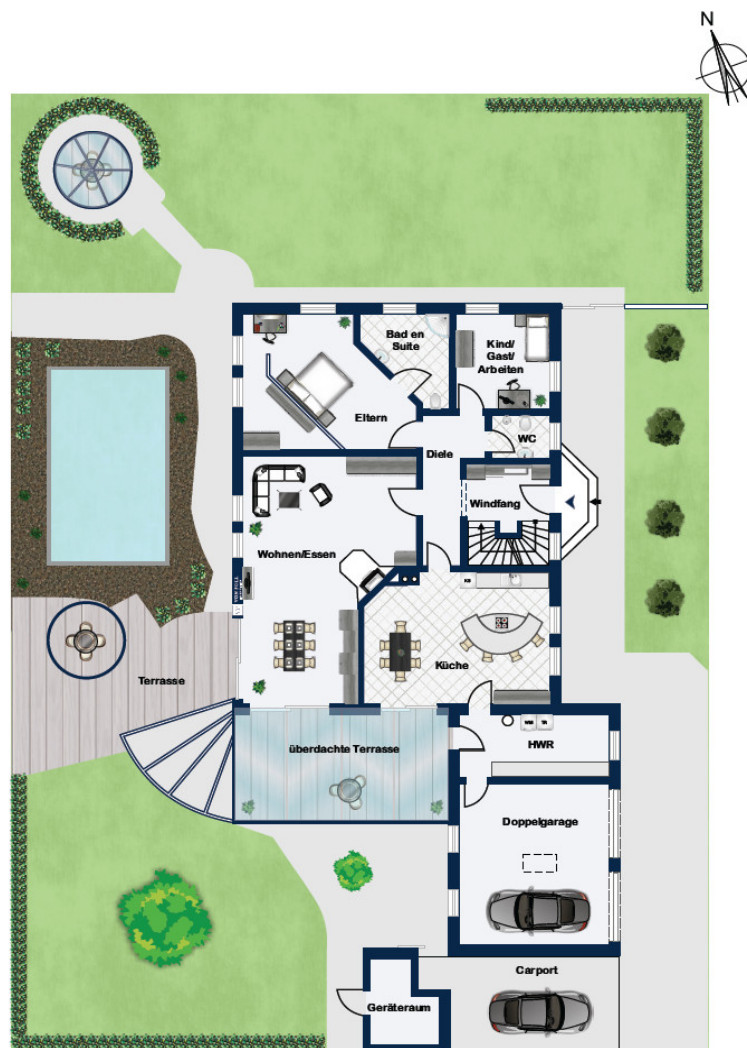 N
Bad en
Suite
Kind/
Gast/
Arbeiten
Eltern
WC
Diele
Windfang
Wohnen/Essen
Küche
Terrasse
überdachte Terrasse
HWR
Doppelgarage
Carport
Geräteraum